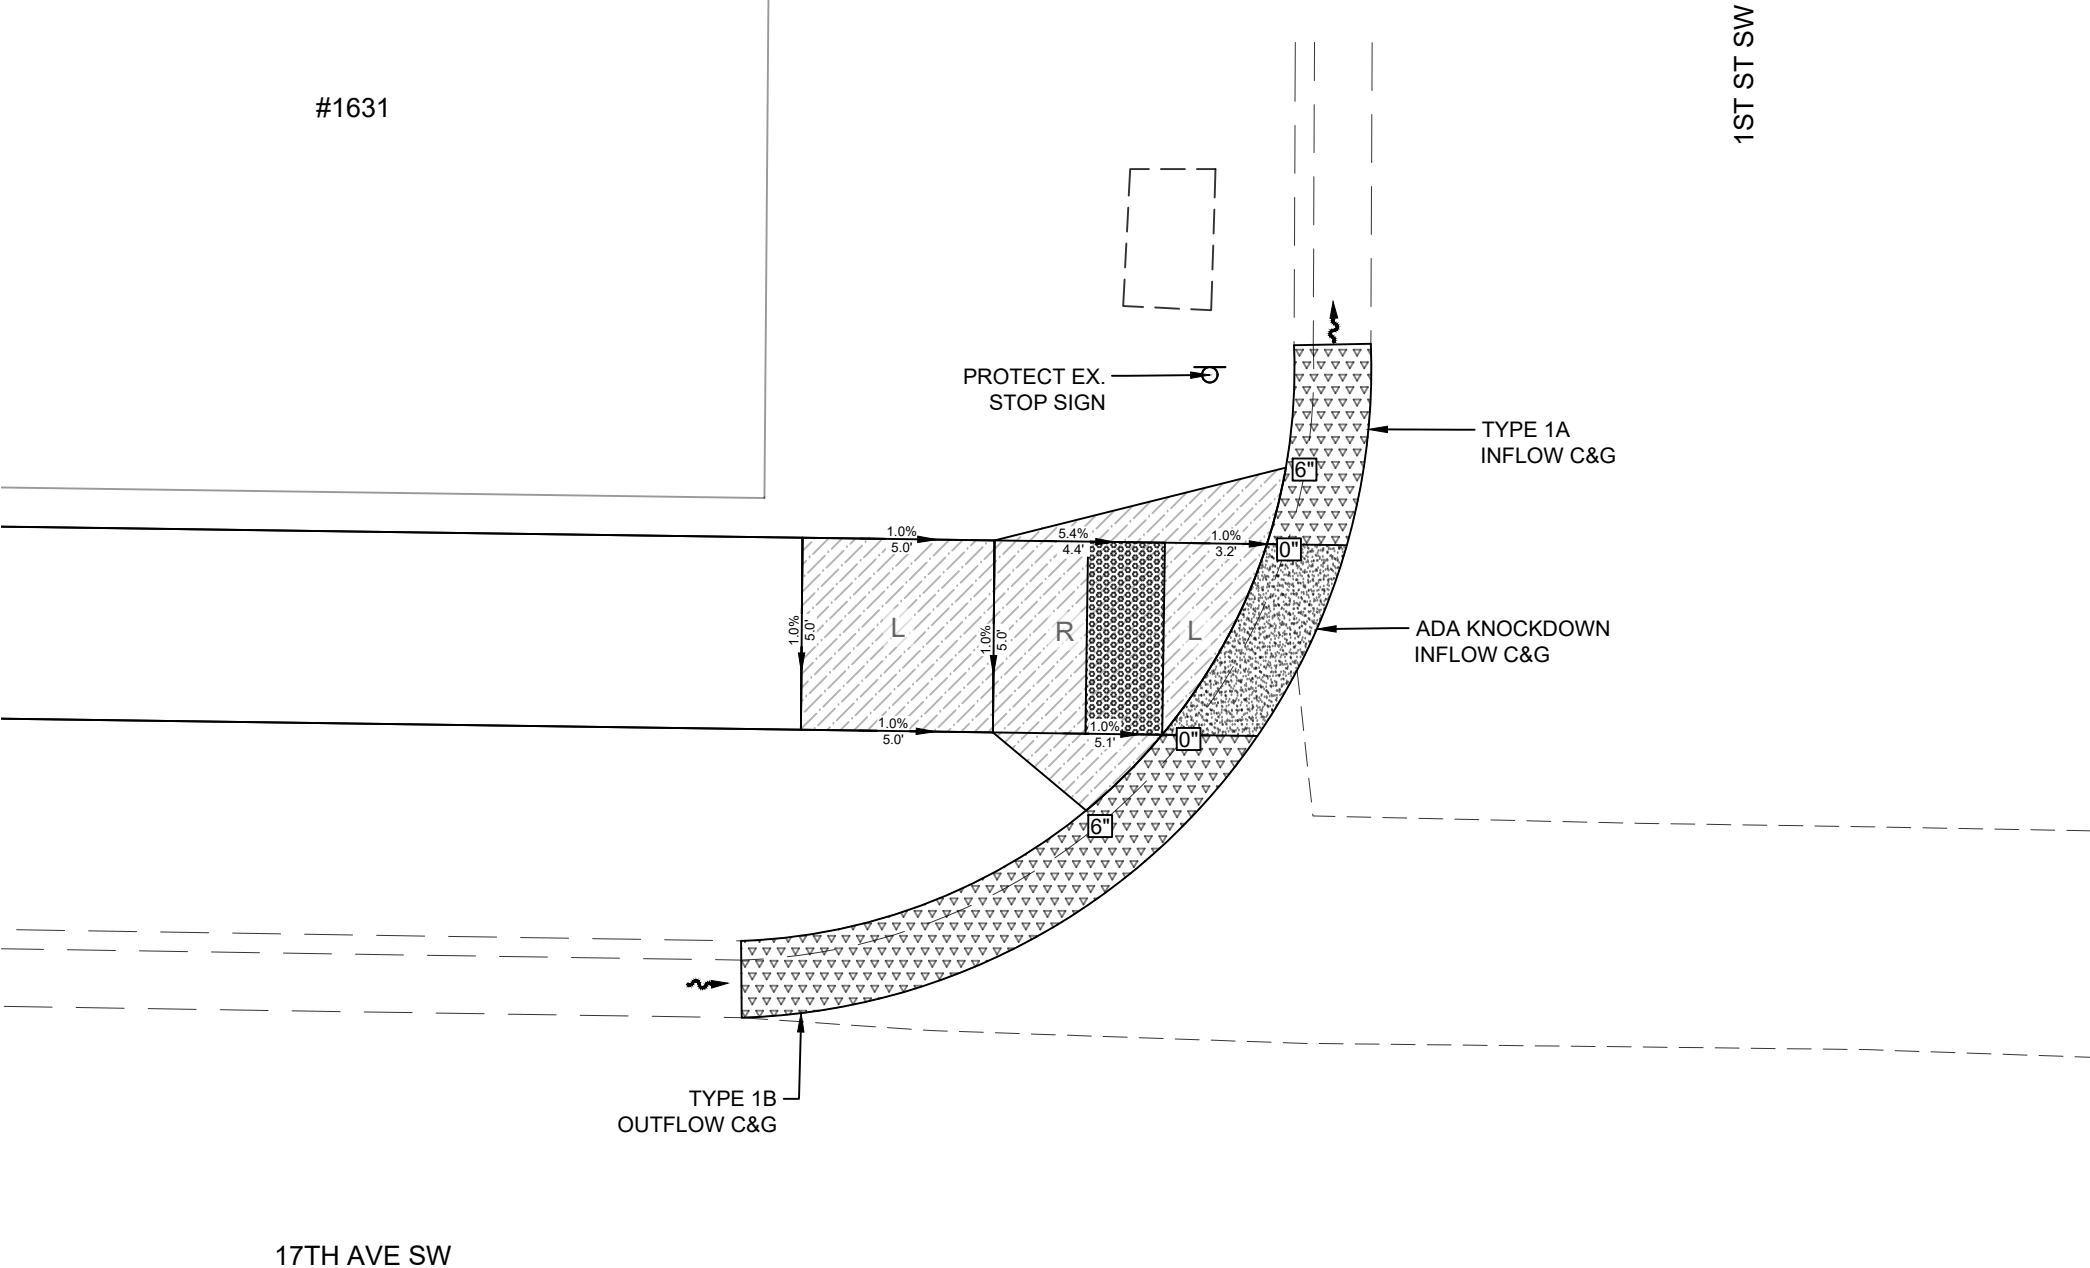 1ST ST SW
#1631
PROTECT EX.
STOP SIGN
TYPE 1A
INFLOW C&G
6"
1.0%
5.0'
5.4%
4.4'
1.0%
3.2'
0"
1.0%
5.0'
L
1.0%
5.0'
R
L
ADA KNOCKDOWN
INFLOW C&G
1.0%
5.0'
1.0%
5.1'
0"
6"
TYPE 1B
OUTFLOW C&G
17TH AVE SW